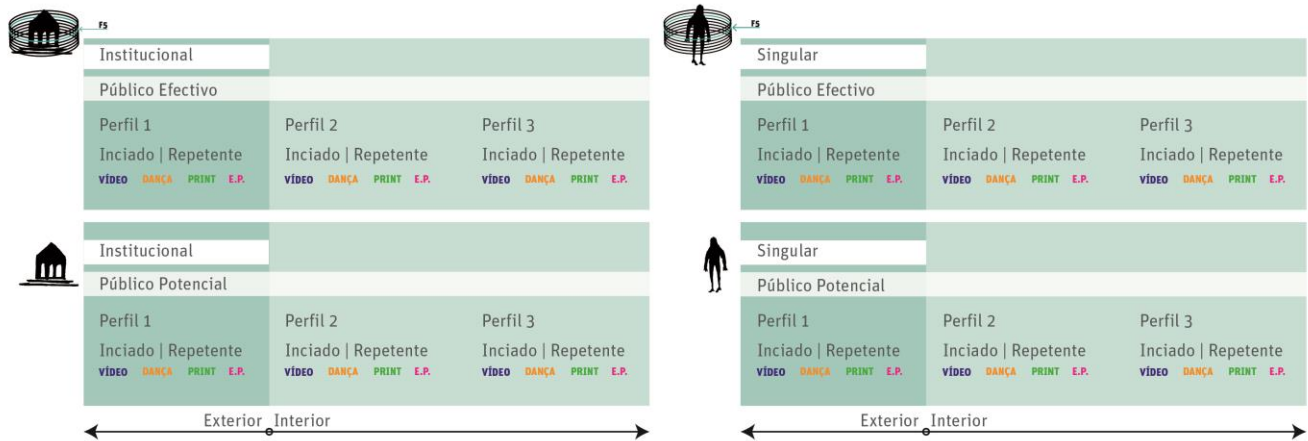 F5
Institucional
Público Efectivo
Perfil 1 Perfil 2 Perfil 3
Inciado | Repetente Inciado | Repetente Inciado | Repetente
VÍDEO DANÇA PRINT E.P. VÍDEO DANÇA PRINT E.P. VÍDEO DANÇA PRINT E.P.
Institucional
Público Potencial
Perfil 1 Perfil 2 Perfil 3
Inciado | Repetente Inciado | Repetente Inciado | Repetente
VÍDEO DANÇA PRINT E.P. VÍDEO DANÇA PRINT E.P. VÍDEO DANÇA PRINT E.P.
Exterior Interior
F5
Singular
Público Efectivo
Perfil 1 Perfil 2 Perfil 3
Inciado | Repetente Inciado | Repetente Inciado | Repetente
VÍDEO DANÇA PRINT E.P. VÍDEO DANÇA PRINT E.P. VÍDEO DANÇA PRINT E.P.
Singular
Público Potencial
Perfil 1 Perfil 2 Perfil 3
Inciado | Repetente Inciado | Repetente Inciado | Repetente
VÍDEO DANÇA PRINT E.P. VÍDEO DANÇA PRINT E.P. VÍDEO DANÇA PRINT E.P.
Exterior Interior